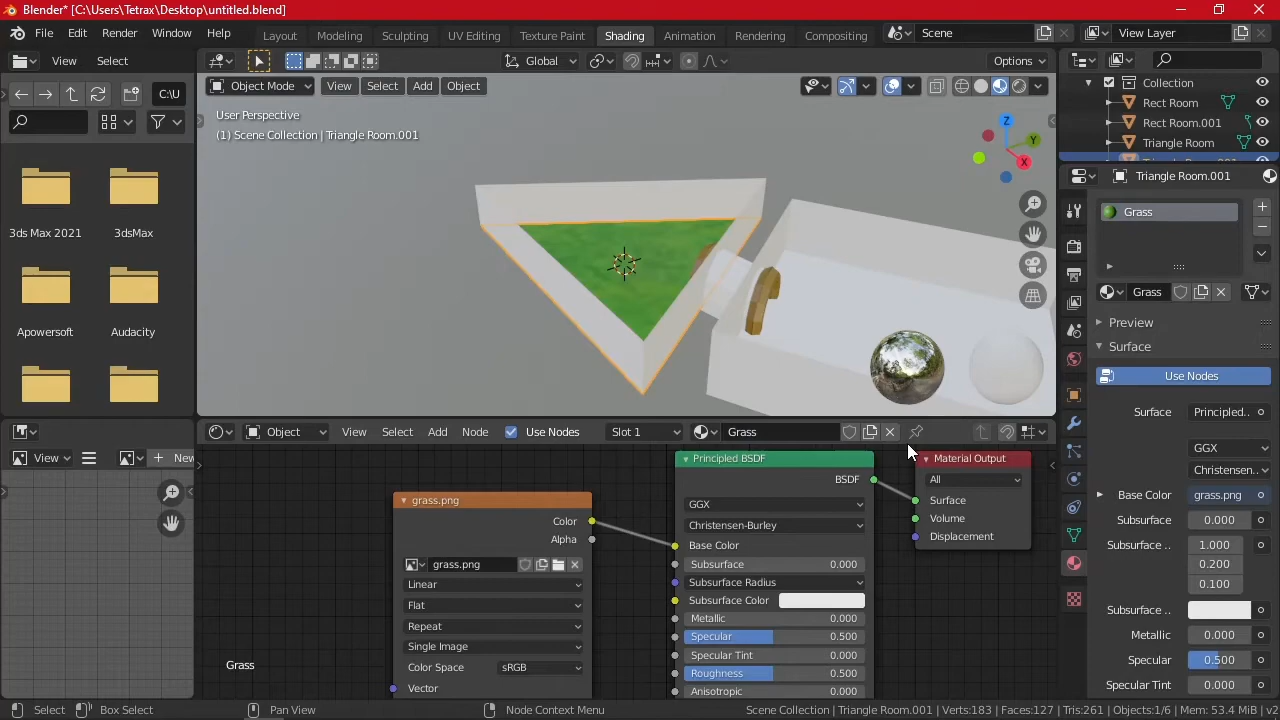 Blender* [C:\Users\Tetrax\Desktop\untitled.blend]
File Edit Render Window Help Layout Modeling Sculpting UV Editing Texture Paint Shading Animation Rendering Compositing Scene View Layer
View Select Global Options
C:\U Object Mode View Select Add Object
Collection
Rect Room
Rect Room.001
Triangle Room
Triangle Room.001
User Perspective
(1) Scene Collection | Triangle Room.001
Z
Y
X
3ds Max 2021 3dsMax
Apowersoft Audacity
Triangle Room.001
Grass
Grass
Preview
Surface
Use Nodes
Surface Principled..
GGX
Christensen..
Base Color grass.png
Subsurface 0.000
Subsurface .. 1.000
0.200
0.100
Subsurface ..
Metallic 0.000
Specular 0.500
Specular Tint 0.000
View New
Object View Select Add Node Use Nodes Slot 1 Grass
grass.png
Color
Alpha
grass.png
Linear
Flat
Repeat
Single Image
Color Space sRGB
Vector
Principled BSDF
BSDF
GGX
Christensen-Burley
Base Color
Subsurface 0.000
Subsurface Radius
Subsurface Color
Metallic 0.000
Specular 0.500
Specular Tint 0.000
Roughness 0.500
Anisotropic 0.000
Material Output
All
Surface
Volume
Displacement
Grass
Select Box Select Pan View Node Context Menu Scene Collection | Triangle Room.001 Verts:183 | Faces:127 | Tris:261 | Objects:1/6 | Mem: 53.4 MiB | v2